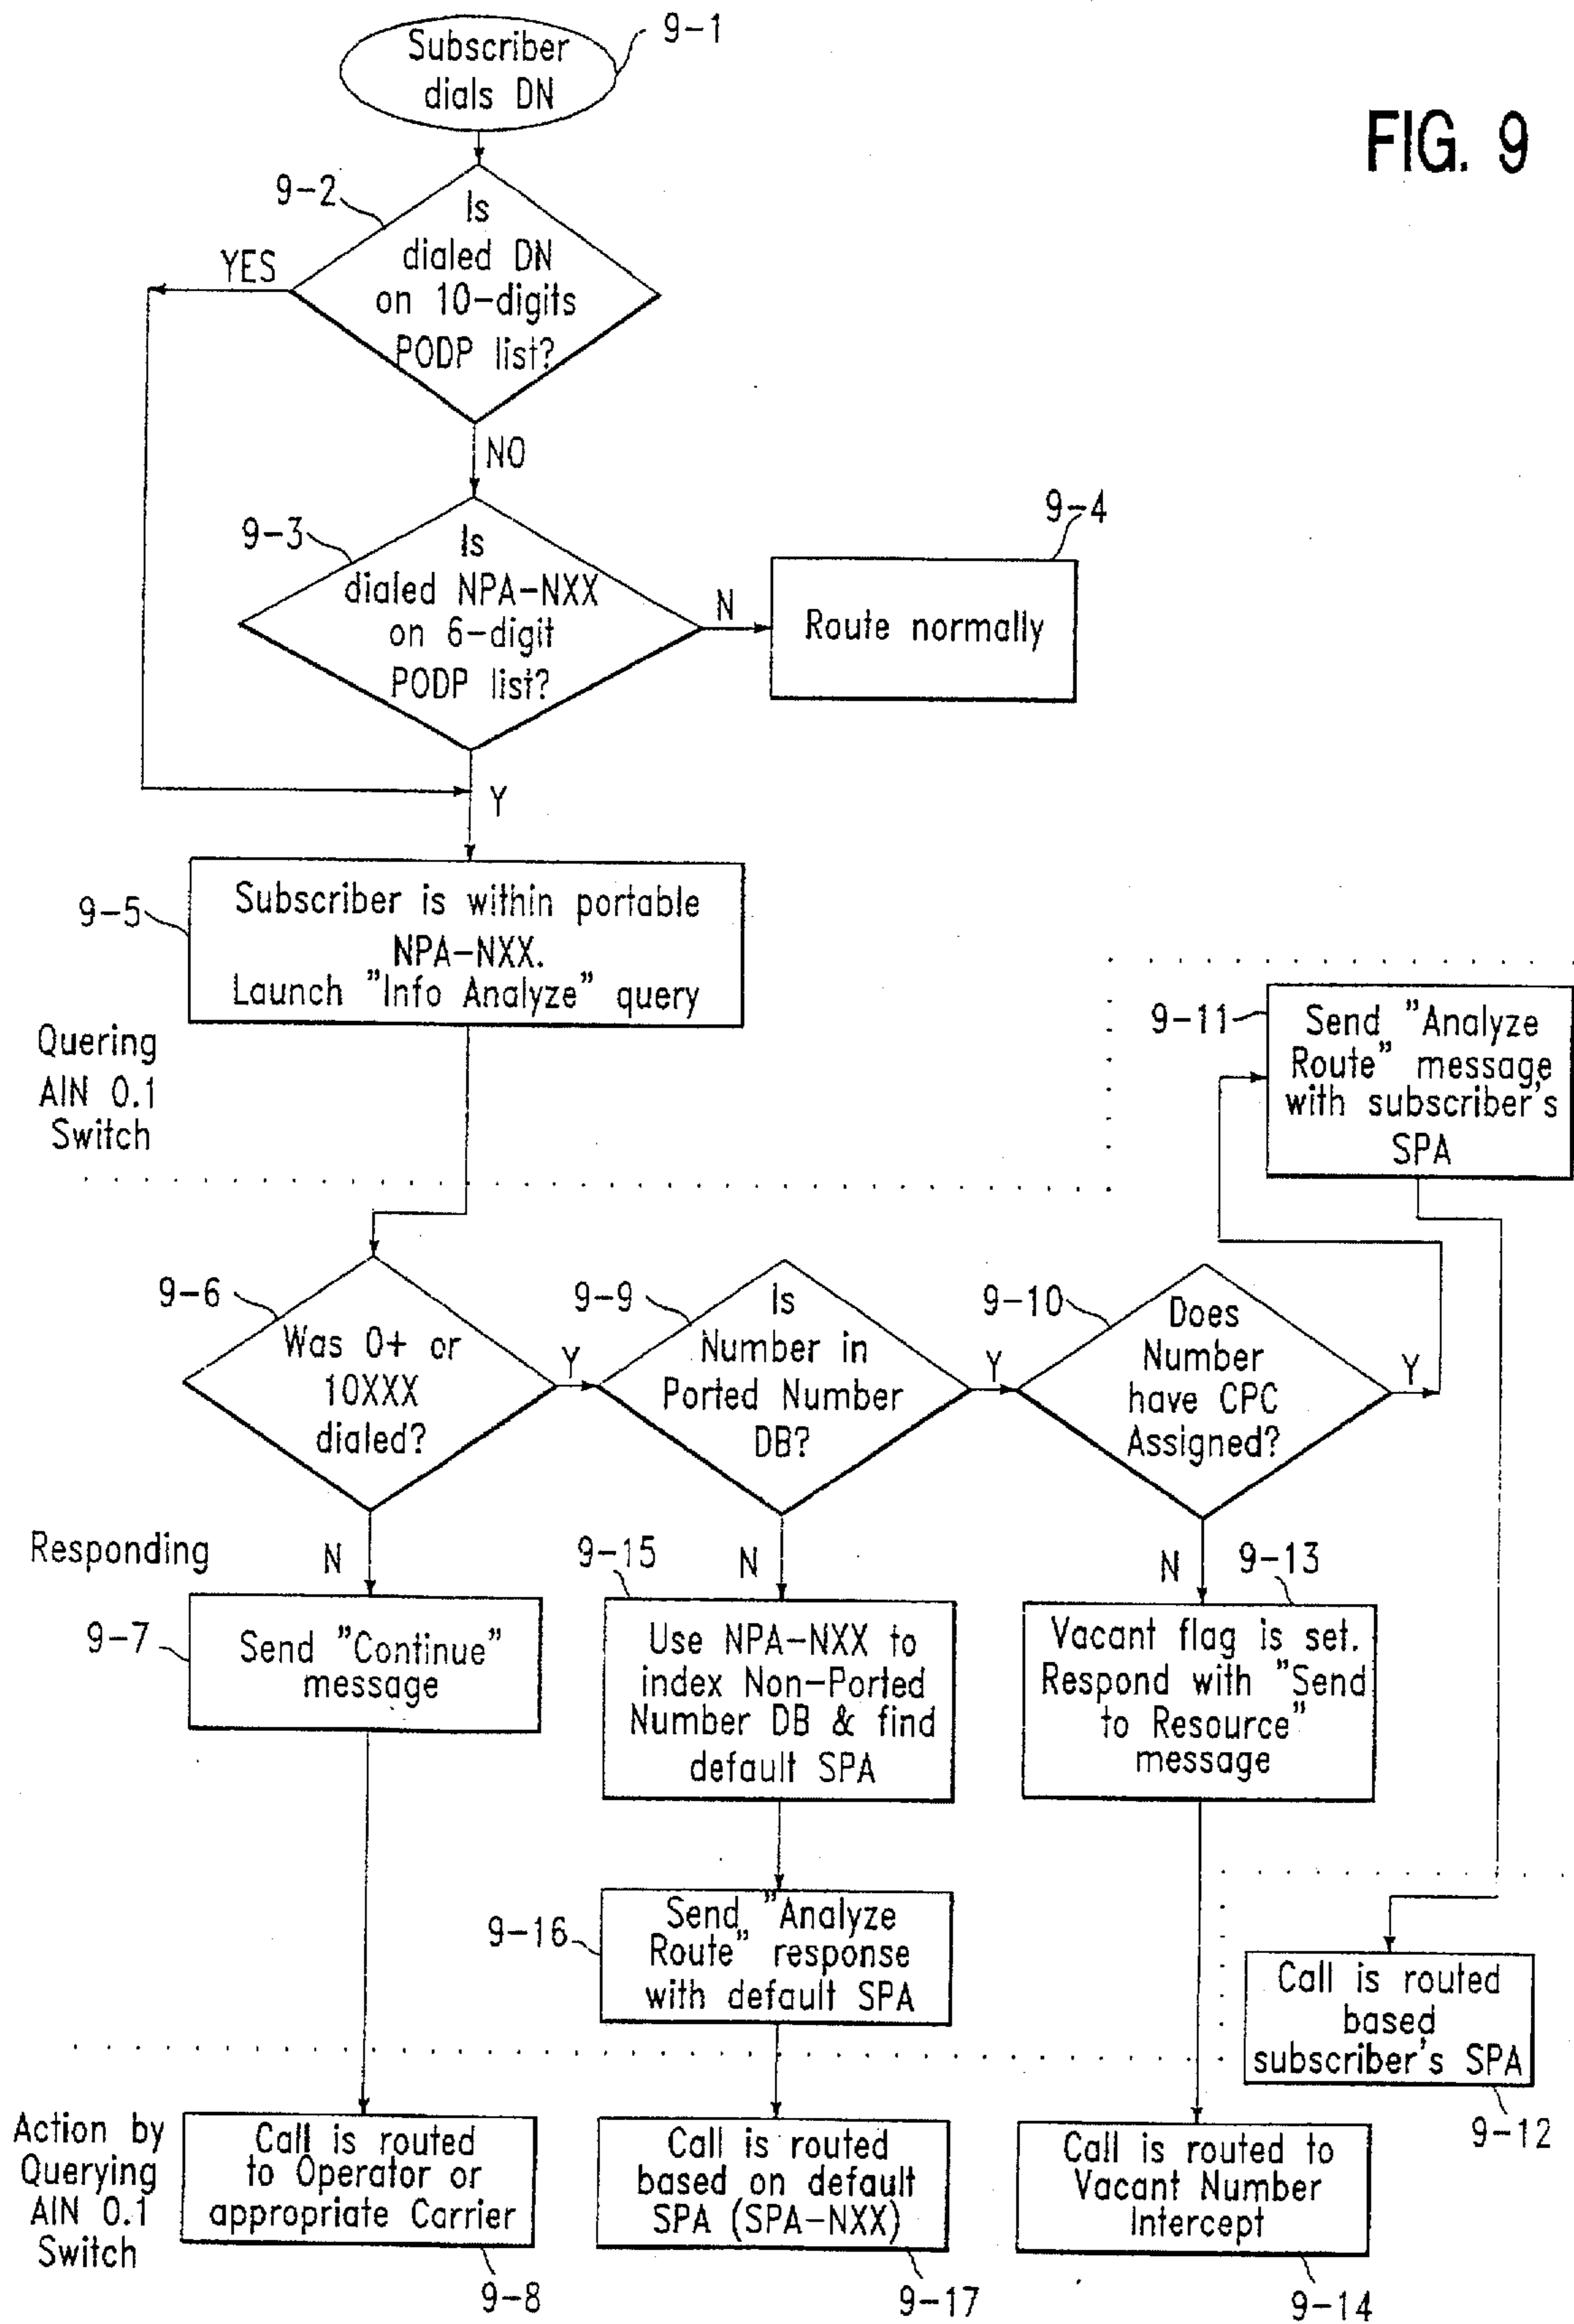 Subscriber
dials DN
9-1
FIG. 9
9-2
Is
dialed DN
on 10-digits
PODP list?
YES
NO
9-3
Is
dialed NPA-NXX
on 6-digit
PODP list?
N
9-4
Route normally
Y
9-5
Subscriber is within portable
NPA-NXX.
Launch "Info Analyze" query
Quering
AIN 0.1
Switch
9-11
Send "Analyze
Route" message
with subscriber's
SPA
9-6
Was 0+ or
10XXX
dialed?
Y
9-9
Is
Number in
Ported Number
DB?
Y
9-10
Does
Number
have CPC
Assigned?
Y
Responding
N
9-7
Send "Continue"
message
9-15
N
Use NPA-NXX to
index Non-Ported
Number DB & find
default SPA
N
9-13
Vacant flag is set.
Respond with "Send
to Resource"
message
9-16
Send "Analyze
Route" response
with default SPA
Call is routed
based
subscriber's SPA
9-12
Action by
Querying
AIN 0.1
Switch
Call is routed
to Operator or
appropriate Carrier
9-8
Call is routed
based on default
SPA (SPA-NXX)
9-17
Call is routed to
Vacant Number
Intercept
9-14